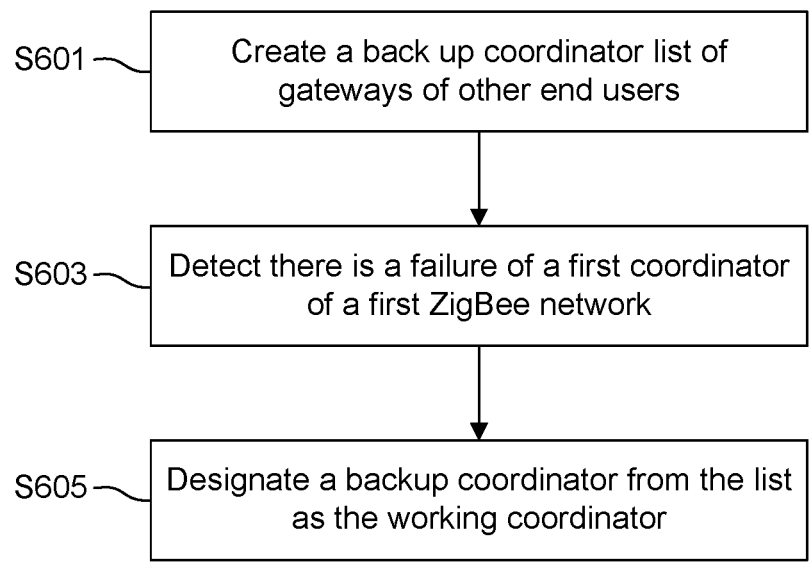 S601
Create a back up coordinator list of
gateways of other end users
S603
Detect there is a failure of a first coordinator
of a first ZigBee network
S605
Designate a backup coordinator from the list
as the working coordinator